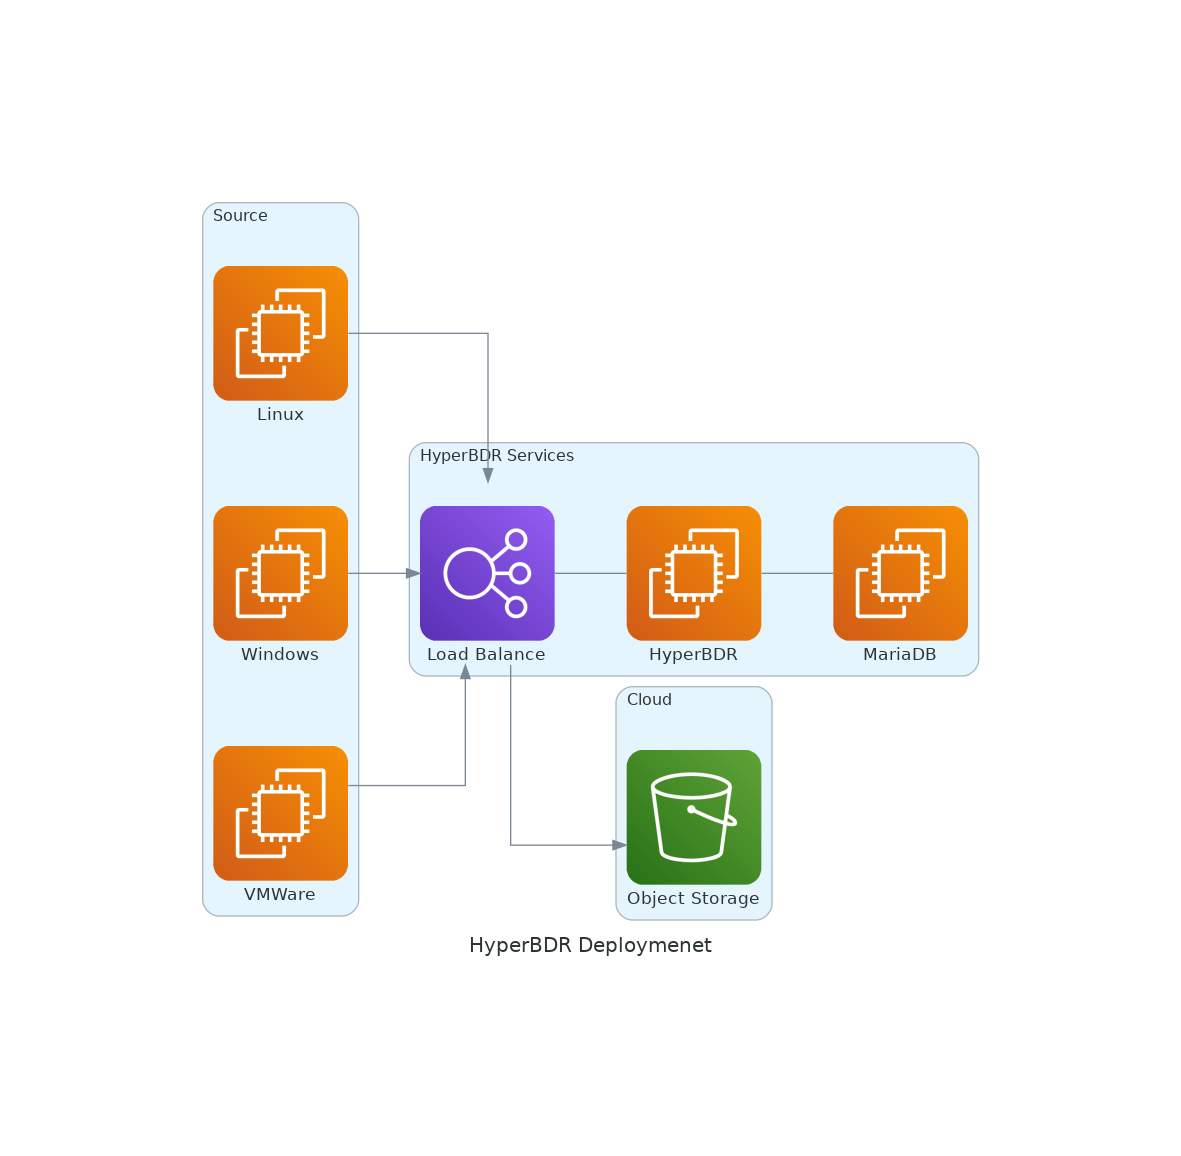 Source
Linux
HyperBDR Services
Windows
Load Balance
HyperBDR
MariaDB
Cloud
VMWare
Object Storage
HyperBDR Deploymenet